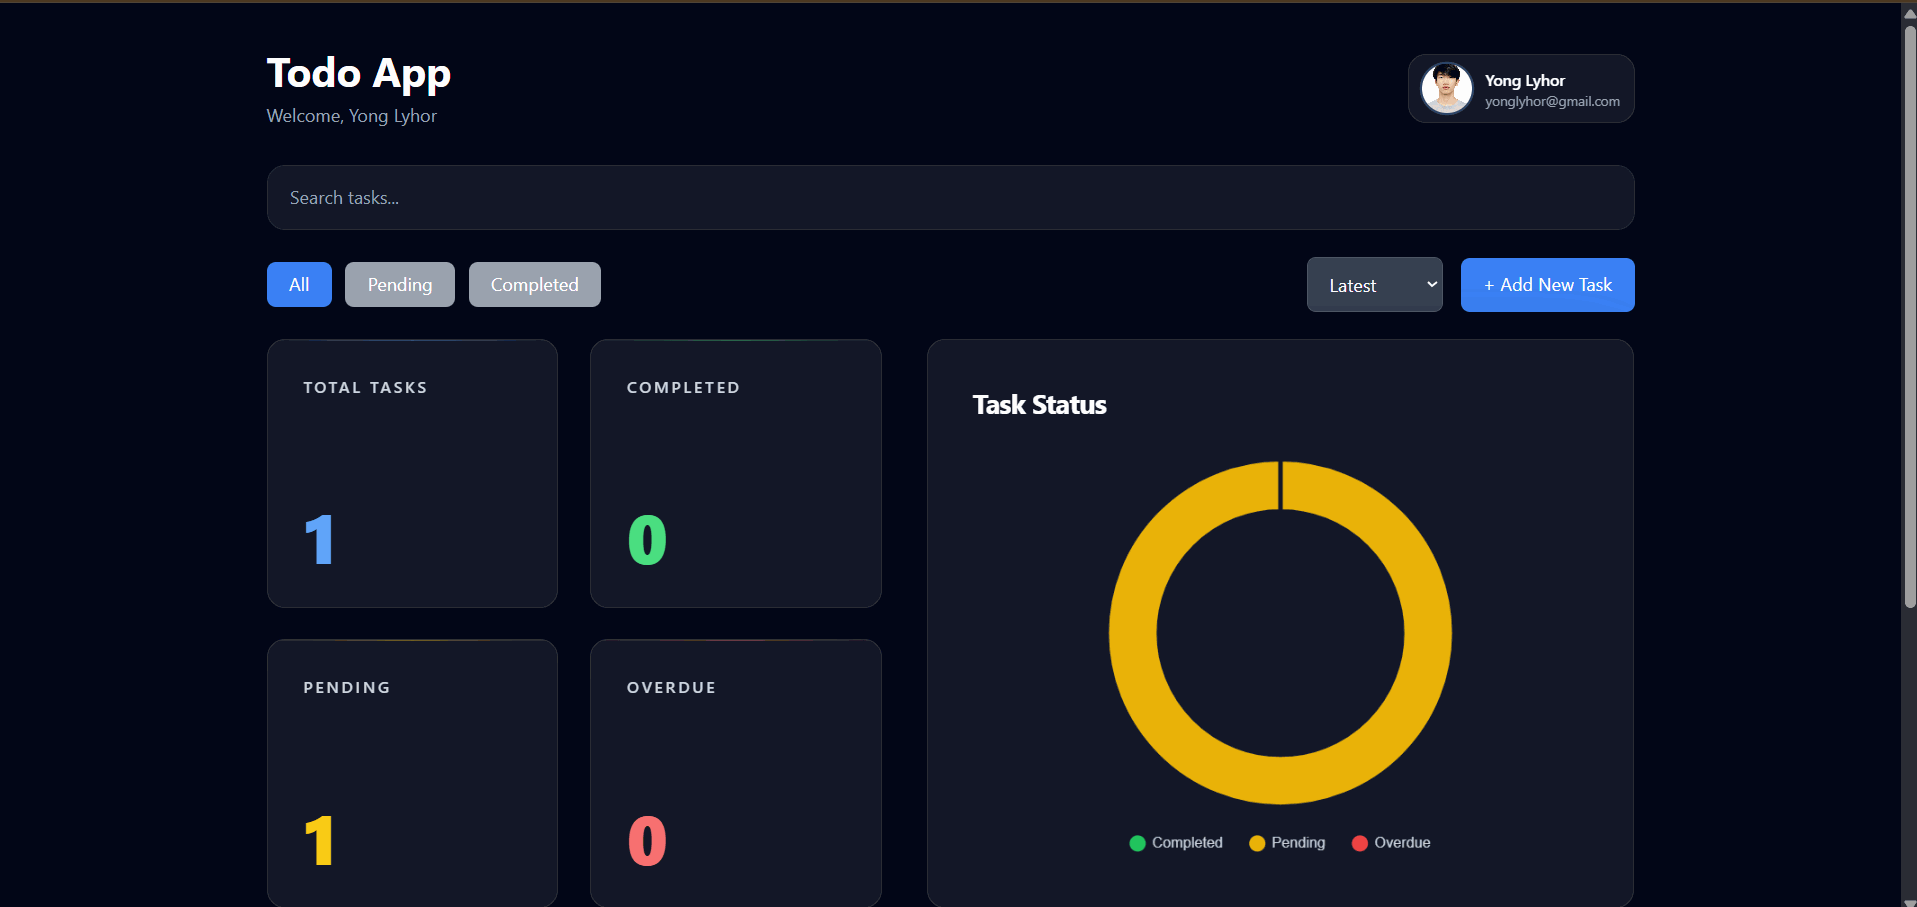 Todo App
Welcome, Yong Lyhor
Yong Lyhor
yonglyhor@gmail.com
Search tasks...
All
Pending
Completed
Latest
+ Add New Task
TOTAL TASKS
1
COMPLETED
0
PENDING
1
OVERDUE
0
Task Status
Completed
Pending
Overdue